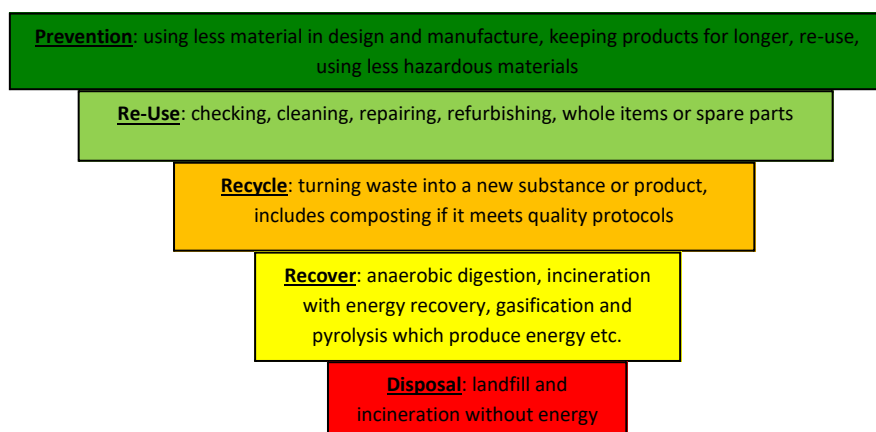 Prevention: using less material in design and manufacture, keeping products for longer, re-use,
using less hazardous materials
Re-Use: checking, cleaning, repairing, refurbishing, whole items or spare parts
Recycle: turning waste into a new substance or product,
includes composting if it meets quality protocols
Recover: anaerobic digestion, incineration
with energy recovery, gasification and
pyrolysis which produce energy etc.
Disposal: landfill and
incineration without energy